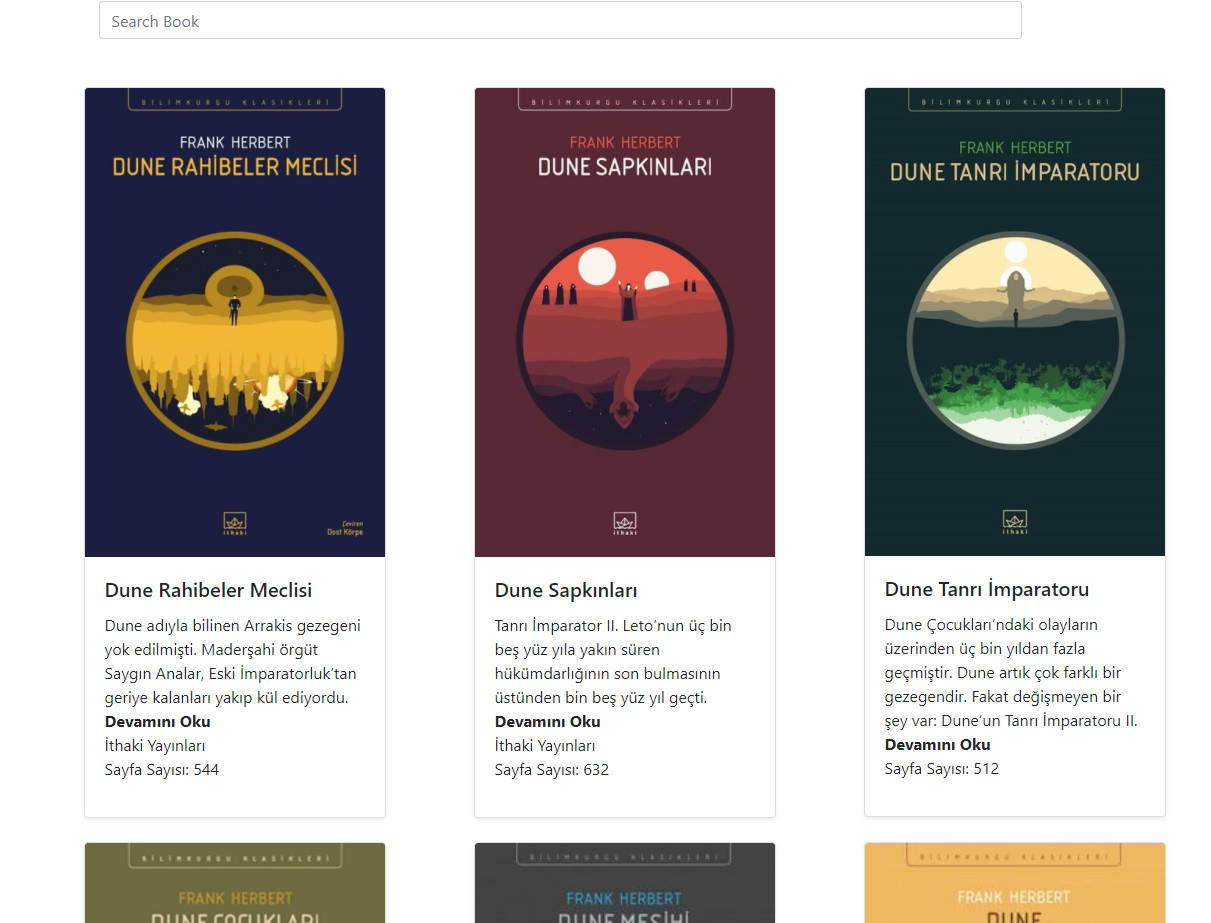 Search Book
BİLİMKURGU KLASİKLERİ
FRANK HERBERT
DUNE RAHİBELER MECLİSİ
ithaki
Çeviren
Dost Körpe
Dune Rahibeler Meclisi
Dune adıyla bilinen Arrakis gezegeni
yok edilmişti. Maderşahi örgüt
Saygın Analar, Eski İmparatorluk’tan
geriye kalanları yakıp kül ediyordu.
Devamını Oku
İthaki Yayınları
Sayfa Sayısı: 544
BİLİMKURGU KLASİKLERİ
FRANK HERBERT
DUNE SAPKINLARI
ithaki
Dune Sapkınları
Tanrı İmparator II. Leto’nun üç bin
beş yüz yıla yakın süren
hükümdarlığının son bulmasının
üstünden bin beş yüz yıl geçti.
Devamını Oku
İthaki Yayınları
Sayfa Sayısı: 632
BİLİMKURGU KLASİKLERİ
FRANK HERBERT
DUNE TANRI İMPARATORU
ithaki
Dune Tanrı İmparatoru
Dune Çocukları’ndaki olayların
üzerinden üç bin yıldan fazla
geçmiştir. Dune artık çok farklı bir
gezegendir. Fakat değişmeyen bir
şey var: Dune’un Tanrı İmparatoru II.
Devamını Oku
Sayfa Sayısı: 512
BİLİMKURGU KLASİKLERİ
FRANK HERBERT
DUNE ÇOCUKLARI
BİLİMKURGU KLASİKLERİ
FRANK HERBERT
DUNE MESİHİ
BİLİMKURGU KLASİKLERİ
FRANK HERBERT
DUNE